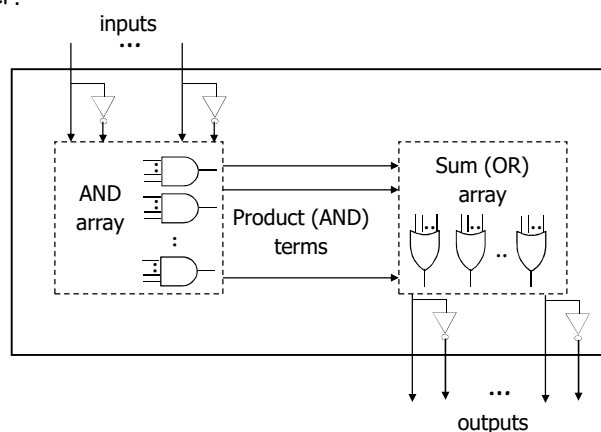 inputs
...
AND
array
Product (AND)
terms
Sum (OR)
array
...
outputs